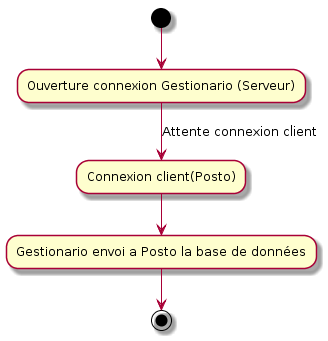 Ouverture connexion Gestionario (Serveur)
Attente connexion client
Connexion client(Posto)
Gestionario envoi a Posto la base de données